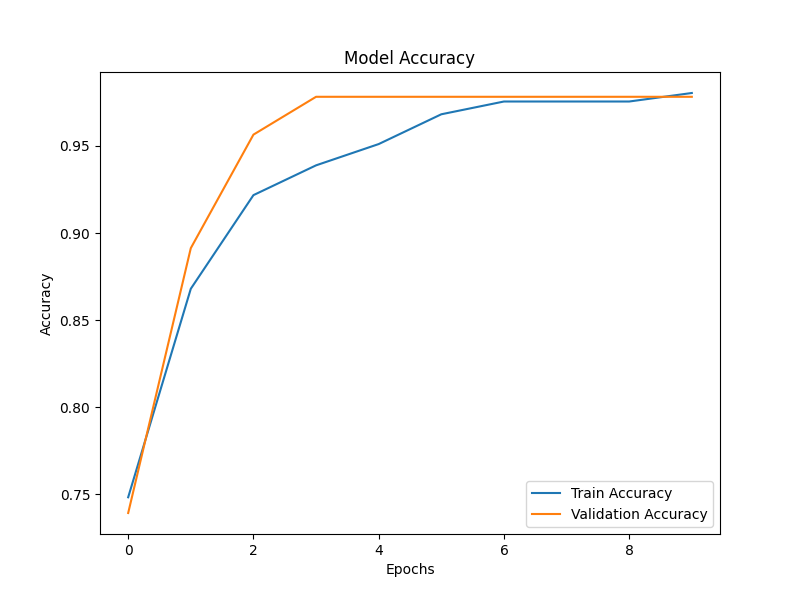 Model Accuracy
0.95
0.90
0.85
0.80
0.75
Accuracy
Train Accuracy
Validation Accuracy
0 2 4 6 8
Epochs